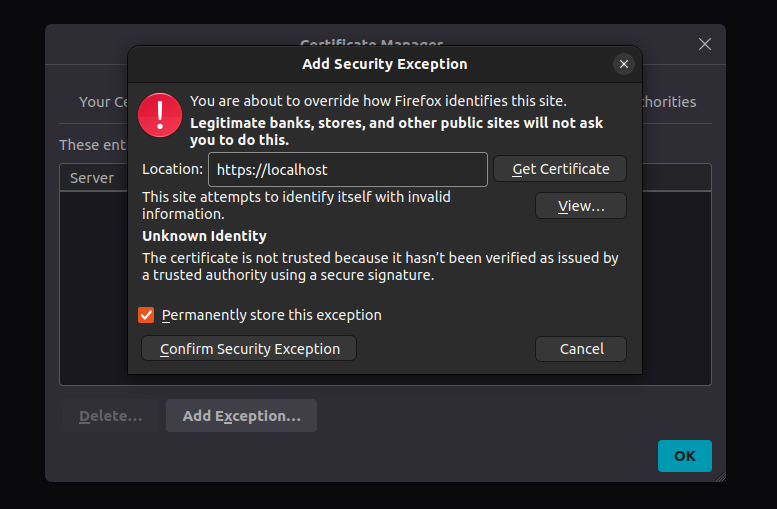 Certificate Manager
Add Security Exception
Your Ce
horities
You are about to override how Firefox identifies this site.
Legitimate banks, stores, and other public sites will not ask
you to do this.
These ent
Location: https://localhost Get Certificate
Server
This site attempts to identify itself with invalid
information.
View…
Unknown Identity
The certificate is not trusted because it hasn’t been verified as issued by
a trusted authority using a secure signature.
Permanently store this exception
Confirm Security Exception Cancel
Delete… Add Exception…
OK